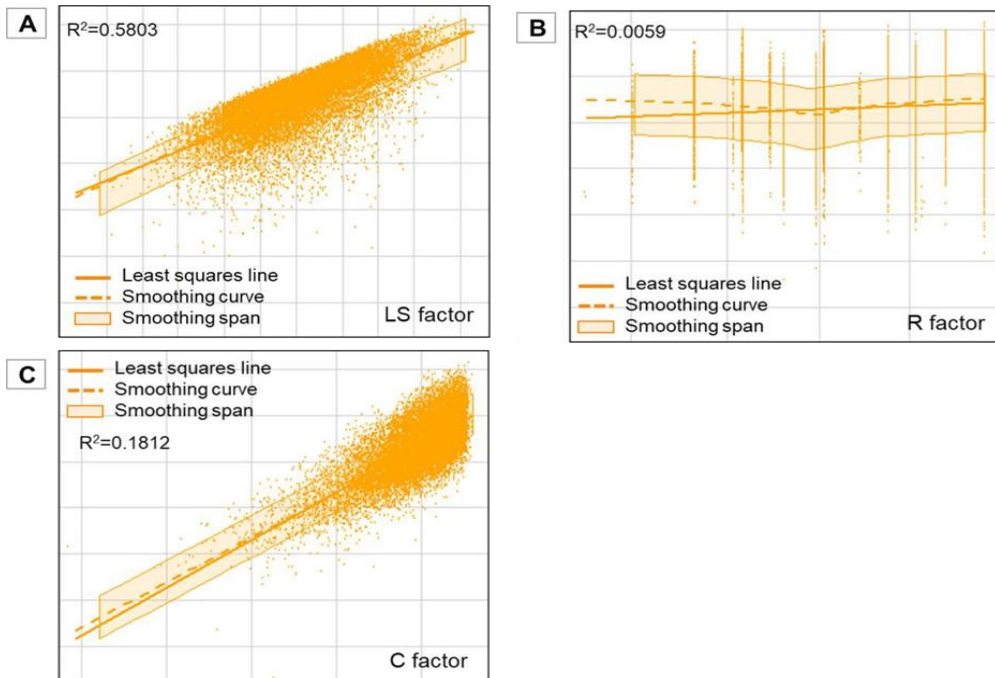 A
R²=0.5803
Least squares line
Smoothing curve
Smoothing span
LS factor
B
R²=0.0059
Least squares line
Smoothing curve
Smoothing span
R factor
C
Least squares line
Smoothing curve
Smoothing span
R²=0.1812
C factor